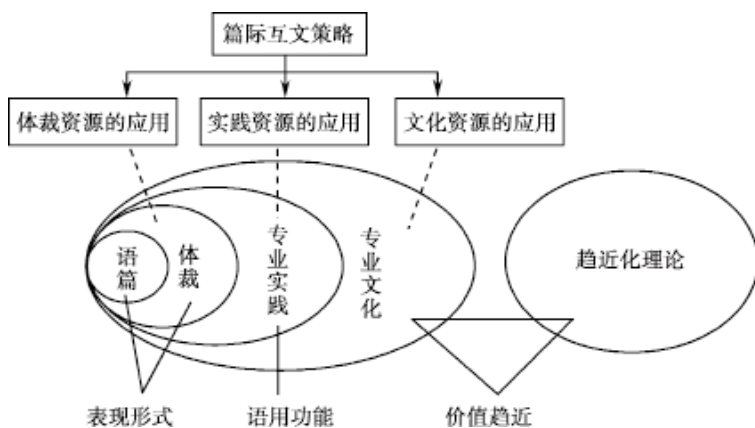 篇际互文策略
体裁资源的应用
实践资源的应用
文化资源的应用
语篇
体裁
专业实践
专业文化
趋近化理论
表现形式
语用功能
价值趋近